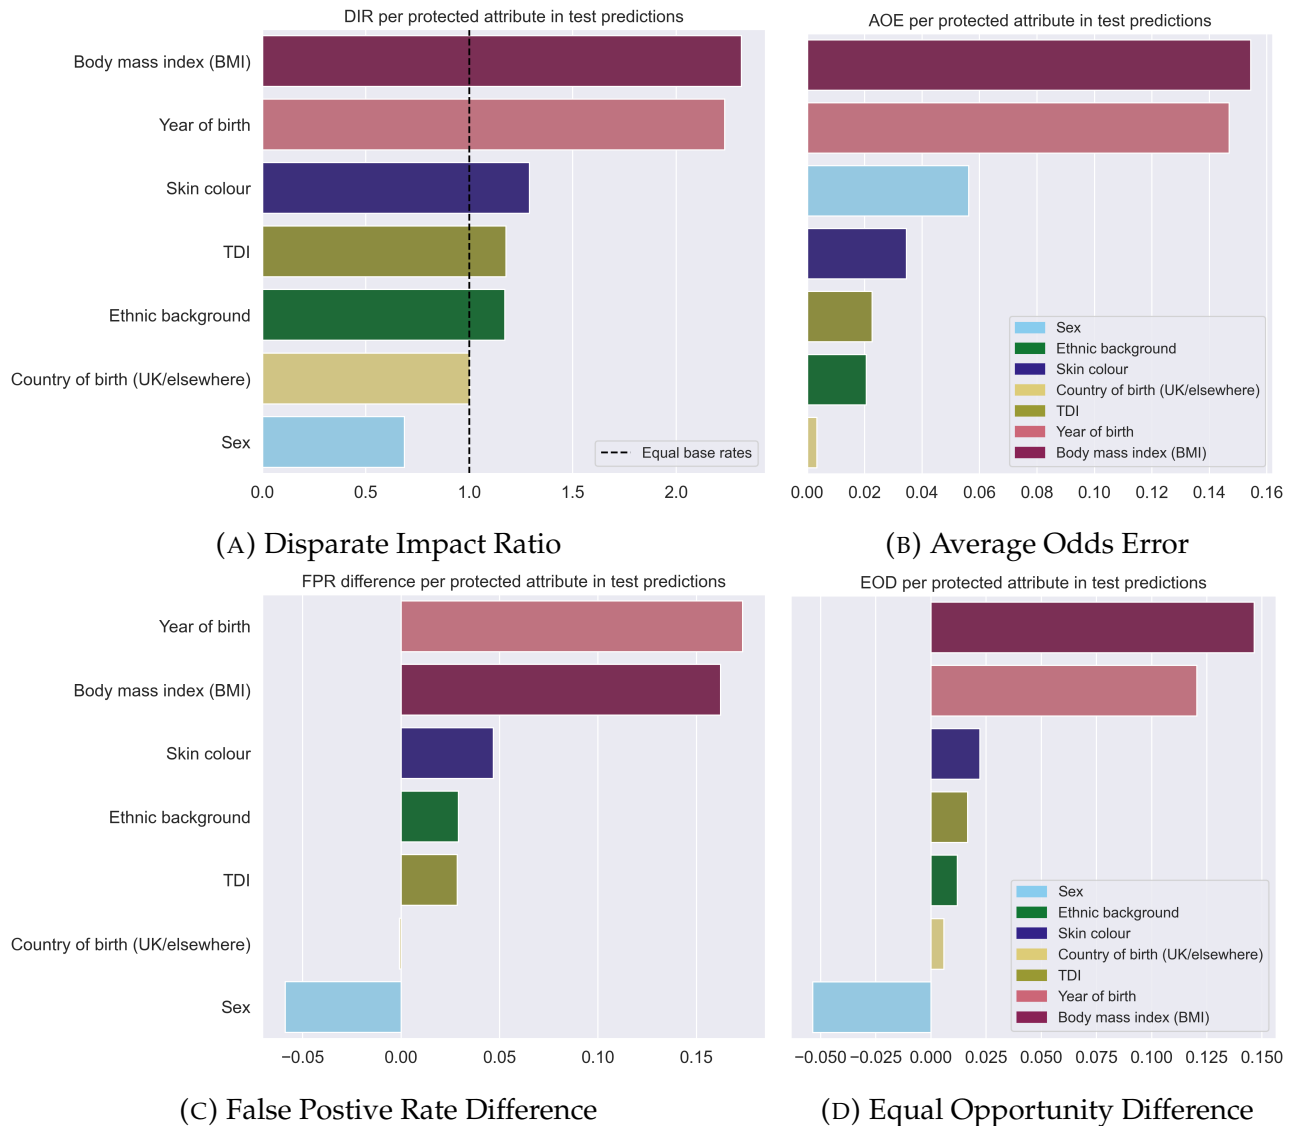 DIR per protected attribute in test predictions
Body mass index (BMI)
Year of birth
Skin colour
TDI
Ethnic background
Country of birth (UK/elsewhere)
Sex
Equal base rates
0.0 0.5 1.0 1.5 2.0
(A) Disparate Impact Ratio
AOE per protected attribute in test predictions
Sex
Ethnic background
Skin colour
Country of birth (UK/elsewhere)
TDI
Year of birth
Body mass index (BMI)
0.00 0.02 0.04 0.06 0.08 0.10 0.12 0.14 0.16
(B) Average Odds Error
FPR difference per protected attribute in test predictions
Year of birth
Body mass index (BMI)
Skin colour
Ethnic background
TDI
Country of birth (UK/elsewhere)
Sex
−0.05 0.00 0.05 0.10 0.15
(C) False Postive Rate Difference
EOD per protected attribute in test predictions
Sex
Ethnic background
Skin colour
Country of birth (UK/elsewhere)
TDI
Year of birth
Body mass index (BMI)
−0.050 −0.025 0.000 0.025 0.050 0.075 0.100 0.125 0.150
(D) Equal Opportunity Difference